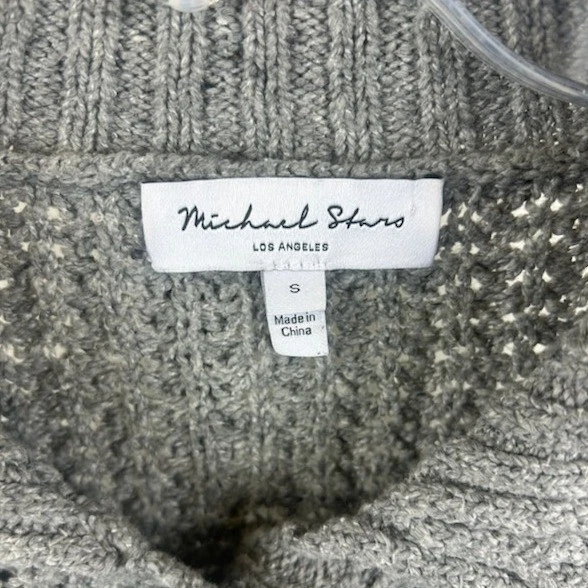 Michael Stars
LOS ANGELES
S
Made in
China